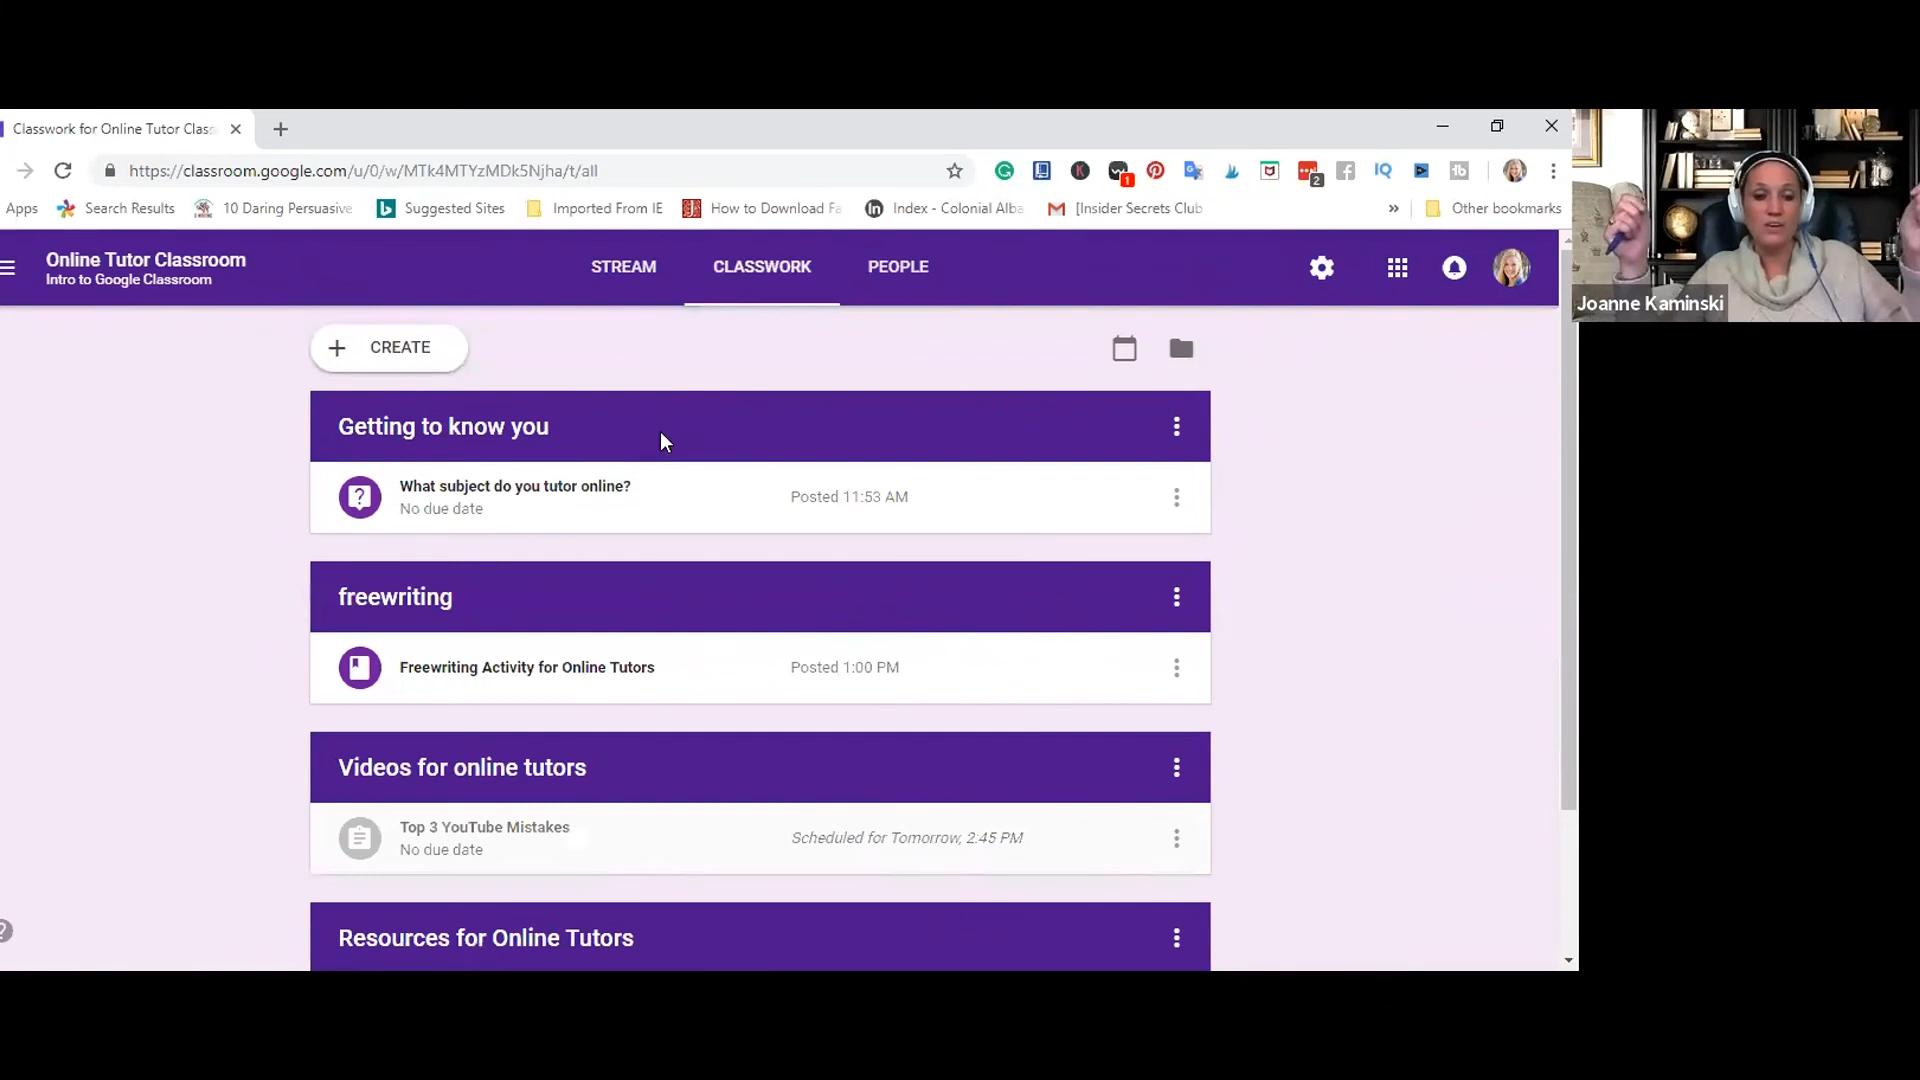 Classwork for Online Tutor Clas
https://classroom.google.com/u/0/w/MTk4MTYzMDk5Njha/t/all
1
2
IQ
Apps
Search Results
10 Daring Persuasive
Suggested Sites
Imported From IE
How to Download Fa
Index - Colonial Alba
[Insider Secrets Club
»
Other bookmarks
Online Tutor Classroom
Intro to Google Classroom
STREAM
CLASSWORK
PEOPLE
Joanne Kaminski
+ CREATE
Getting to know you
What subject do you tutor online?
No due date
Posted 11:53 AM
freewriting
Freewriting Activity for Online Tutors
Posted 1:00 PM
Videos for online tutors
Top 3 YouTube Mistakes
No due date
Scheduled for Tomorrow, 2:45 PM
Resources for Online Tutors